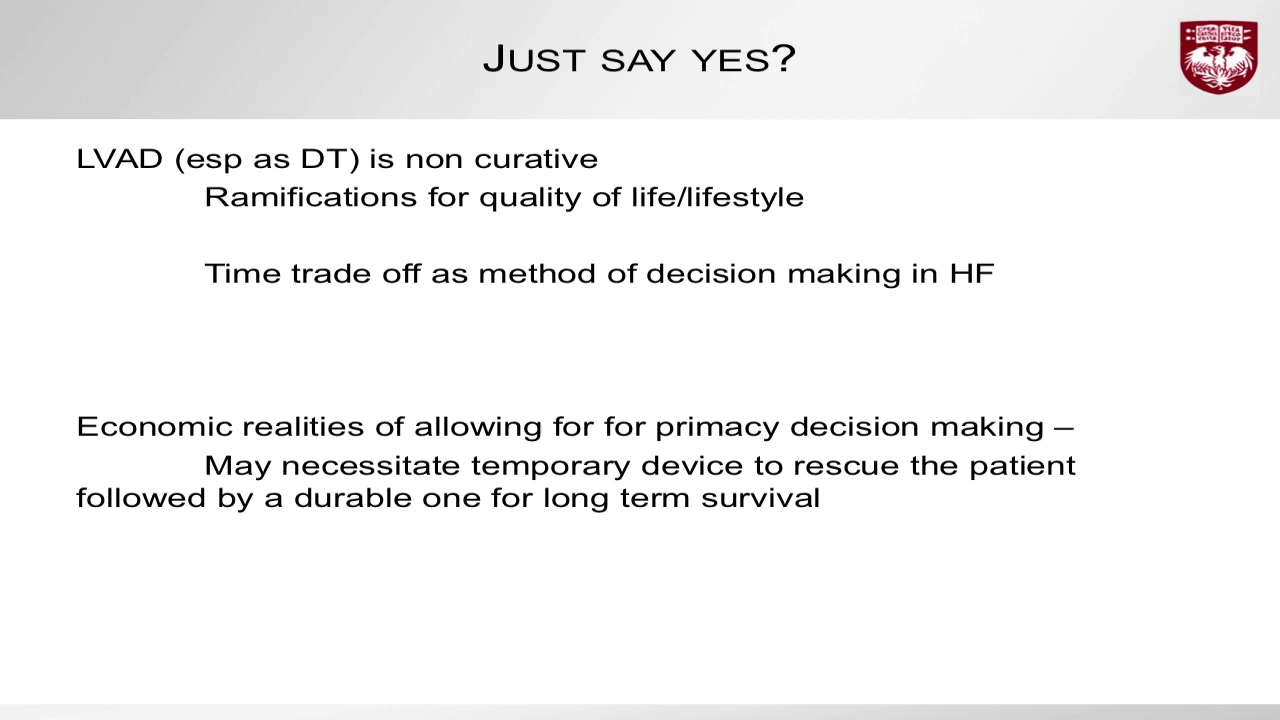 JUST SAY YES?
LVAD (esp as DT) is non curative
Ramifications for quality of life/lifestyle
Time trade off as method of decision making in HF
Economic realities of allowing for for primacy decision making –
May necessitate temporary device to rescue the patient
followed by a durable one for long term survival